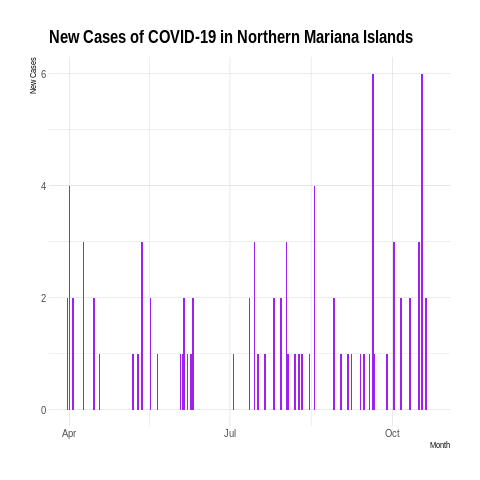 New Cases of COVID-19 in Northern Mariana Islands
New Cases
6
4
2
0
Apr
Jul
Oct
Month